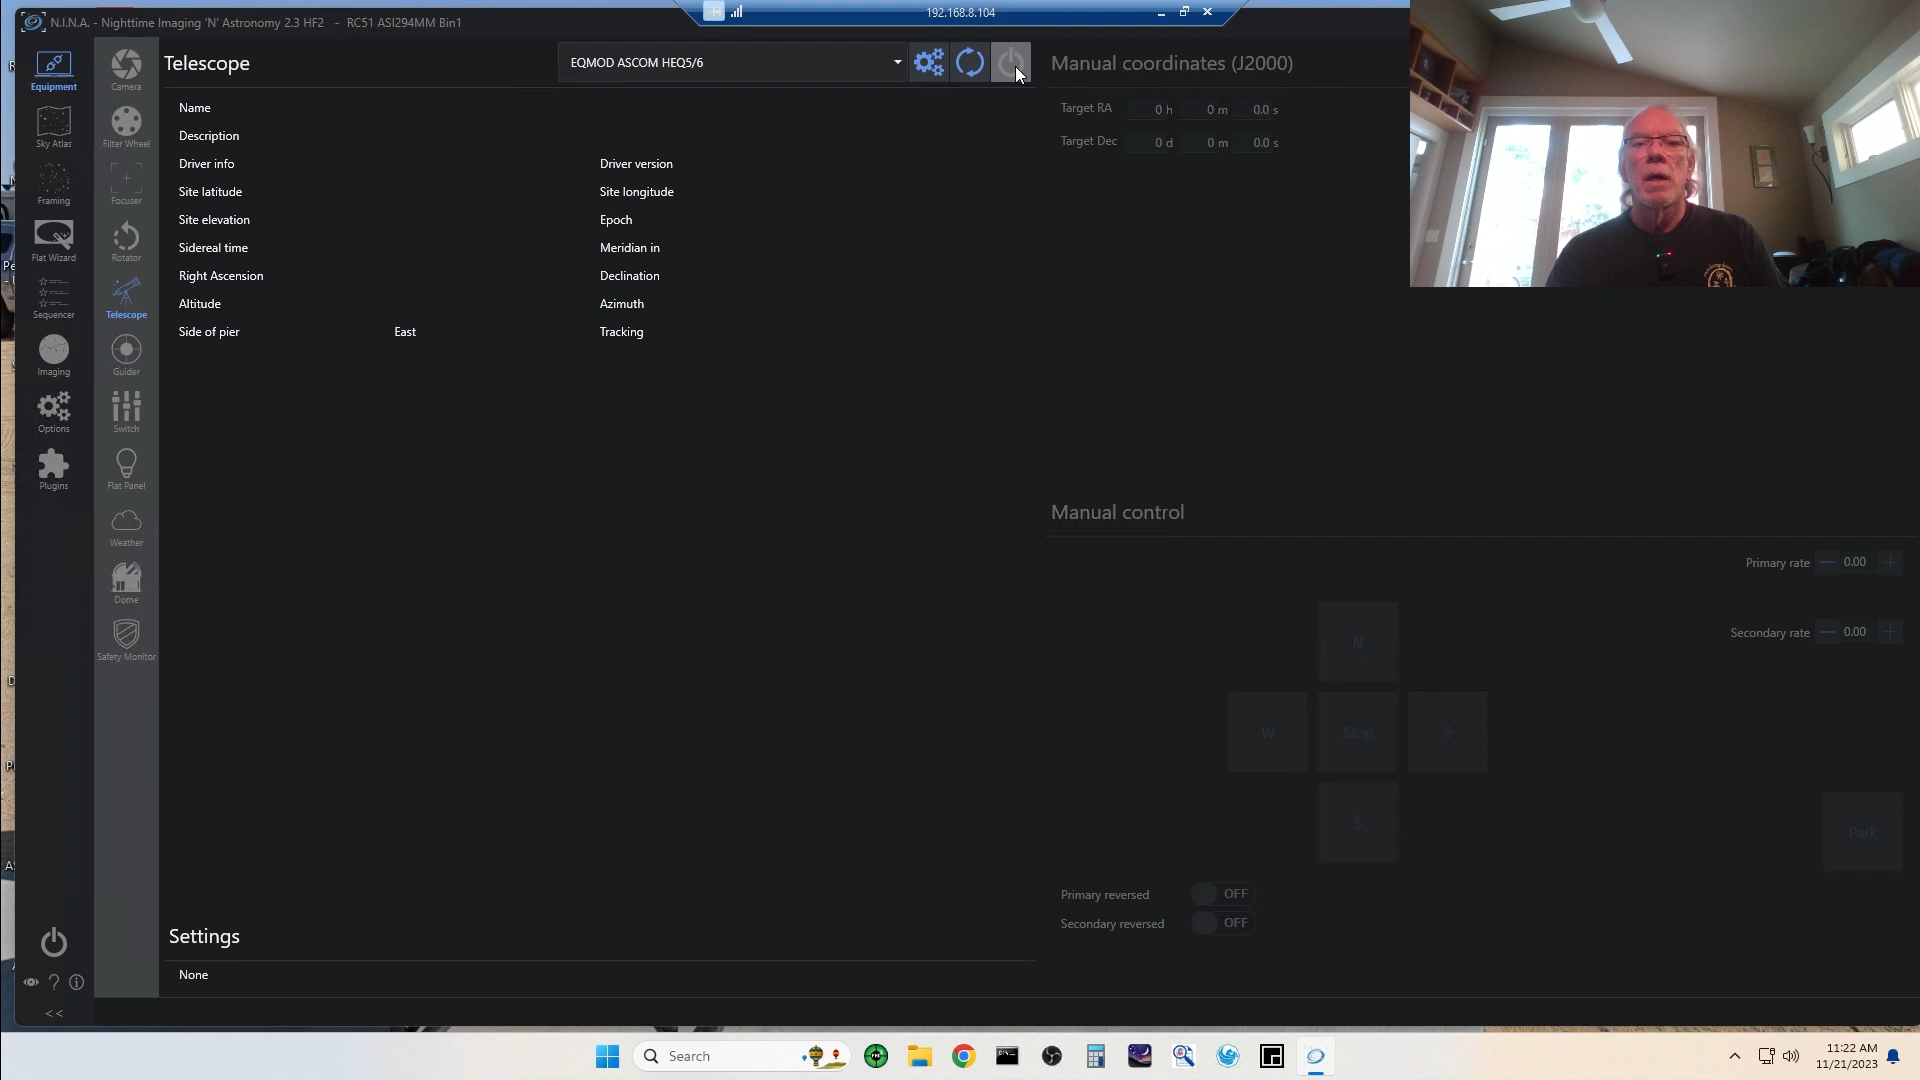 192.168.8.104
N.I.N.A. - Nighttime Imaging 'N' Astronomy 2.3 HF2 - RC51 ASI294MM Bin1
Equipment
Sky Atlas
Framing
Flat Wizard
Sequencer
Imaging
Options
Plugins
<<
Camera
Filter Wheel
Focuser
Rotator
Telescope
Guider
Switch
Flat Panel
Weather
Dome
Safety Monitor
Telescope
EQMOD ASCOM HEQ5/6
Name
Description
Driver info Driver version
Site latitude Site longitude
Site elevation Epoch
Sidereal time Meridian in
Right Ascension Declination
Altitude Azimuth
Side of pier East Tracking
Settings
None
Manual coordinates (J2000)
Target RA 0 h 0 m 0.0 s
Target Dec 0 d 0 m 0.0 s
Manual control
Primary rate 0.00
Secondary rate 0.00
N
W Stop E
S
Park
Primary reversed OFF
Secondary reversed OFF
Search
11:22 AM
11/21/2023